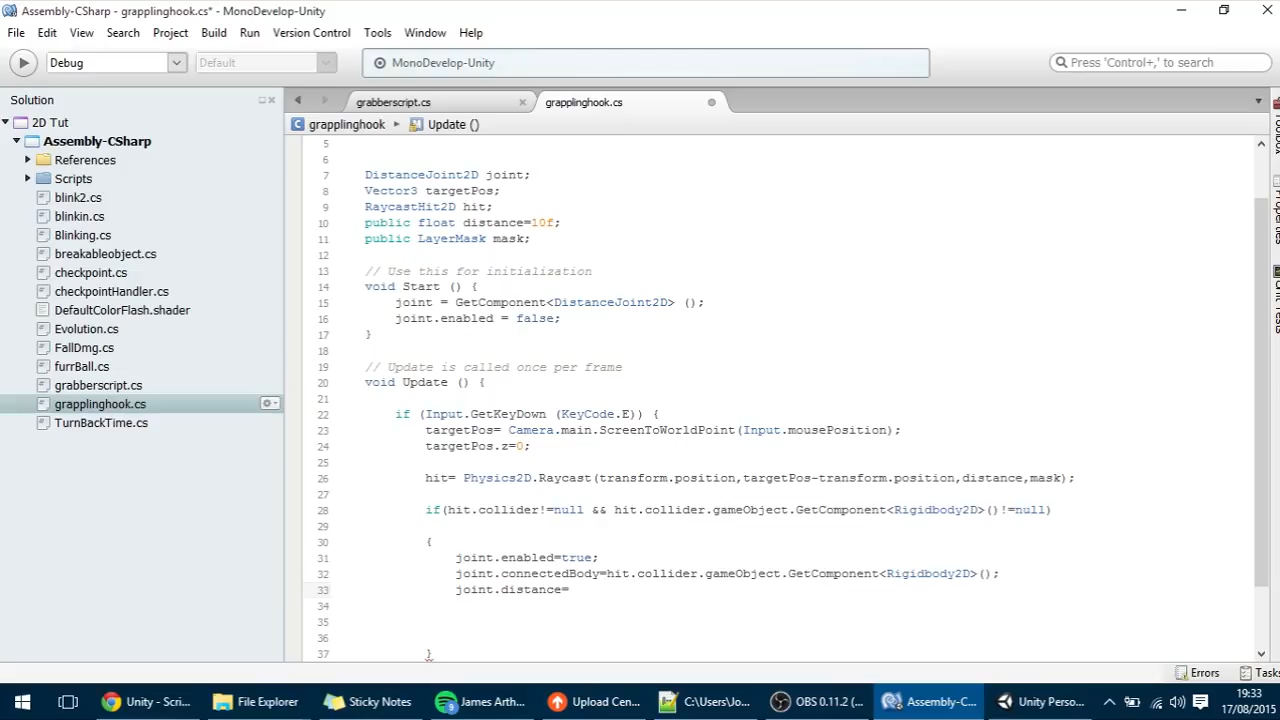 Assembly-CSharp - grapplinghook.cs* - MonoDevelop-Unity
File Edit View Search Project Build Run Version Control Tools Window Help
Debug Default MonoDevelop-Unity Press 'Control+,' to search
Solution
2D Tut
Assembly-CSharp
References
Scripts
blink2.cs
blinkin.cs
Blinking.cs
breakableobject.cs
checkpoint.cs
checkpointHandler.cs
DefaultColorFlash.shader
Evolution.cs
FallDmg.cs
furrBall.cs
grabberscript.cs
grapplinghook.cs
TurnBackTime.cs
grabberscript.cs grapplinghook.cs
grapplinghook Update ()
5
6
7 DistanceJoint2D joint;
8 Vector3 targetPos;
9 RaycastHit2D hit;
10 public float distance=10f;
11 public LayerMask mask;
12
13 // Use this for initialization
14 void Start () {
15 joint = GetComponent<DistanceJoint2D> ();
16 joint.enabled = false;
17 }
18
19 // Update is called once per frame
20 void Update () {
21
22 if (Input.GetKeyDown (KeyCode.E)) {
23 targetPos= Camera.main.ScreenToWorldPoint(Input.mousePosition);
24 targetPos.z=0;
25
26 hit= Physics2D.Raycast(transform.position,targetPos-transform.position,distance,mask);
27
28 if(hit.collider!=null && hit.collider.gameObject.GetComponent<Rigidbody2D>()!=null)
29
30 {
31 joint.enabled=true;
32 joint.connectedBody=hit.collider.gameObject.GetComponent<Rigidbody2D>();
33 joint.distance=
34
35
36
37 }
Errors Tasks
Unity - Scri... File Explorer Sticky Notes James Arth... Upload Cen... C:\Users\Jo... OBS 0.11.2 (... Assembly-C... Unity Perso...
19:33
17/08/2015